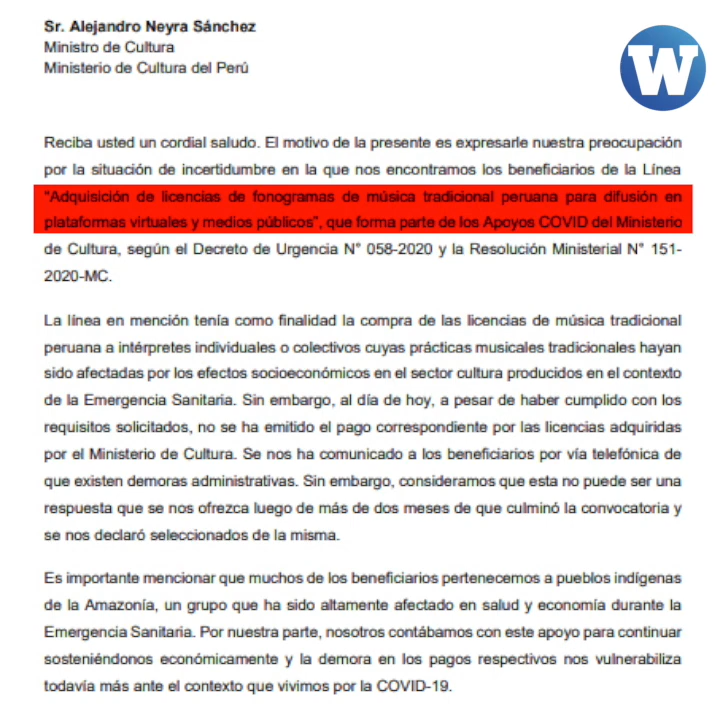 Sr. Alejandro Neyra Sánchez
Ministro de Cultura
Ministerio de Cultura del Perú
W
Reciba usted un cordial saludo. El motivo de la presente es expresarle nuestra preocupación
por la situación de incertidumbre en la que nos encontramos los beneficiarios de la Línea
"Adquisición de licencias de fonogramas de música tradicional peruana para difusión en
plataformas virtuales y medios públicos", que forma parte de los Apoyos COVID del Ministerio
de Cultura, según el Decreto de Urgencia N° 058-2020 y la Resolución Ministerial N° 151-
2020-MC.
La línea en mención tenía como finalidad la compra de las licencias de música tradicional
peruana a intérpretes individuales o colectivos cuyas prácticas musicales tradicionales hayan
sido afectadas por los efectos socioeconómicos en el sector cultura producidos en el contexto
de la Emergencia Sanitaria. Sin embargo, al día de hoy, a pesar de haber cumplido con los
requisitos solicitados, no se ha emitido el pago correspondiente por las licencias adquiridas
por el Ministerio de Cultura. Se nos ha comunicado a los beneficiarios por vía telefónica de
que existen demoras administrativas. Sin embargo, consideramos que esta no puede ser una
respuesta que se nos ofrezca luego de más de dos meses de que culminó la convocatoria y
se nos declaró seleccionados de la misma.
Es importante mencionar que muchos de los beneficiarios pertenecemos a pueblos indígenas
de la Amazonía, un grupo que ha sido altamente afectado en salud y economía durante la
Emergencia Sanitaria. Por nuestra parte, nosotros contábamos con este apoyo para continuar
sosteniéndonos económicamente y la demora en los pagos respectivos nos vulnerabiliza
todavía más ante el contexto que vivimos por la COVID-19.